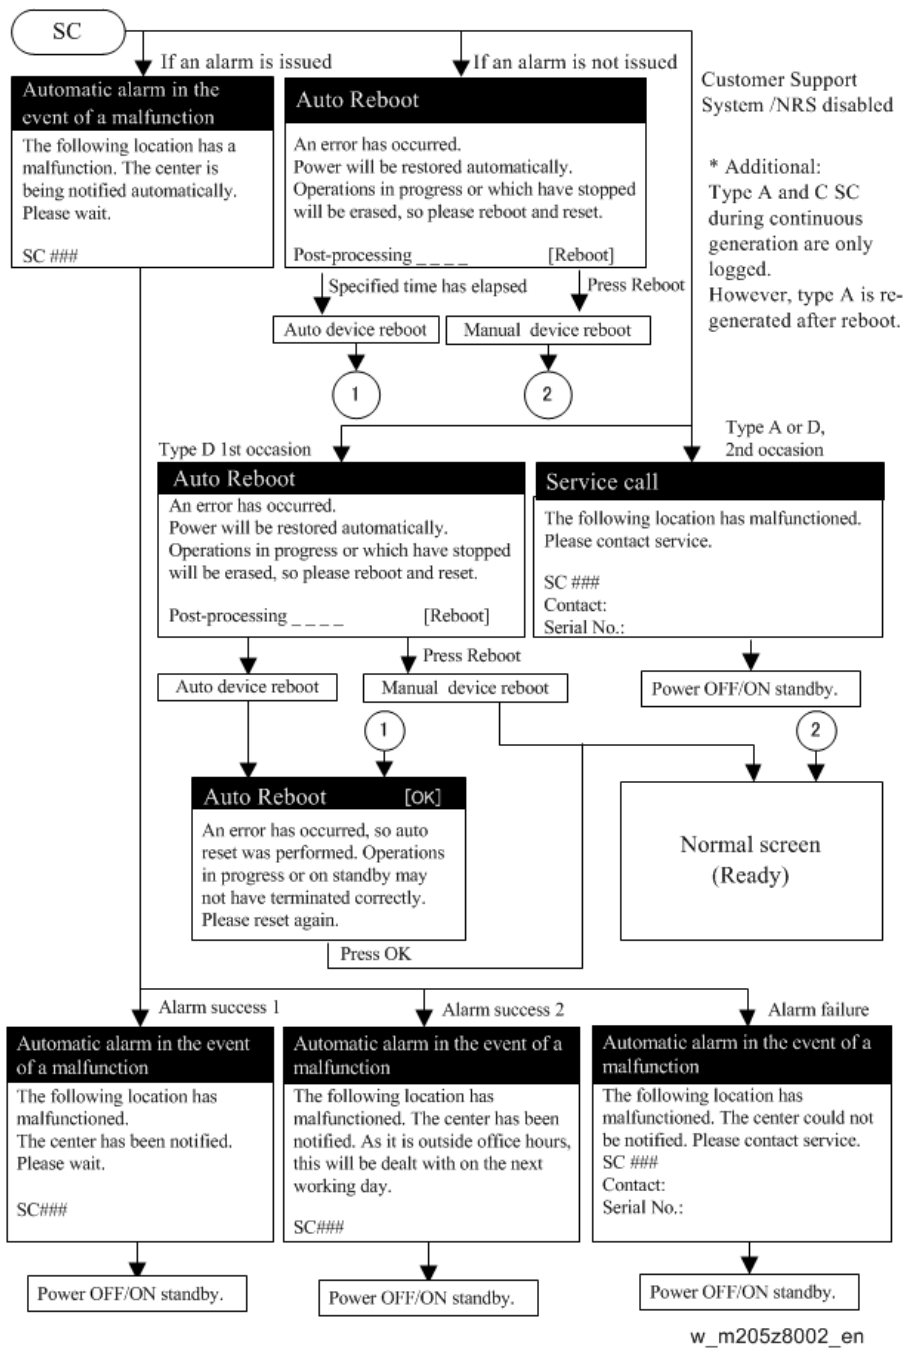 SC
If an alarm is issued
If an alarm is not issued
Automatic alarm in the
event of a malfunction
The following location has a
malfunction. The center is
being notified automatically.
Please wait.
SC ###
Auto Reboot
An error has occurred.
Power will be restored automatically.
Operations in progress or which have stopped
will be erased, so please reboot and reset.
Post-processing _ _ _ _ [Reboot]
Customer Support
System /NRS disabled
* Additional:
Type A and C SC
during continuous
generation are only
logged.
However, type A is re-
generated after reboot.
Specified time has elapsed
Press Reboot
Auto device reboot
Manual device reboot
1
2
Type D 1st occasion
Type A or D,
2nd occasion
Auto Reboot
An error has occurred.
Power will be restored automatically.
Operations in progress or which have stopped
will be erased, so please reboot and reset.
Post-processing _ _ _ _ [Reboot]
Service call
The following location has malfunctioned.
Please contact service.
SC ###
Contact:
Serial No.:
Press Reboot
Auto device reboot
Manual device reboot
Power OFF/ON standby.
1
2
Auto Reboot [OK]
An error has occurred, so auto
reset was performed. Operations
in progress or on standby may
not have terminated correctly.
Please reset again.
Press OK
Normal screen
(Ready)
Alarm success 1
Alarm success 2
Alarm failure
Automatic alarm in the event
of a malfunction
The following location has
malfunctioned.
The center has been notified.
Please wait.
SC###
Automatic alarm in the event of a
malfunction
The following location has
malfunctioned. The center has been
notified. As it is outside office hours,
this will be dealt with on the next
working day.
SC###
Automatic alarm in the event of a
malfunction
The following location has
malfunctioned. The center could not
be notified. Please contact service.
SC ###
Contact:
Serial No.:
Power OFF/ON standby.
Power OFF/ON standby.
Power OFF/ON standby.
w_m205z8002_en